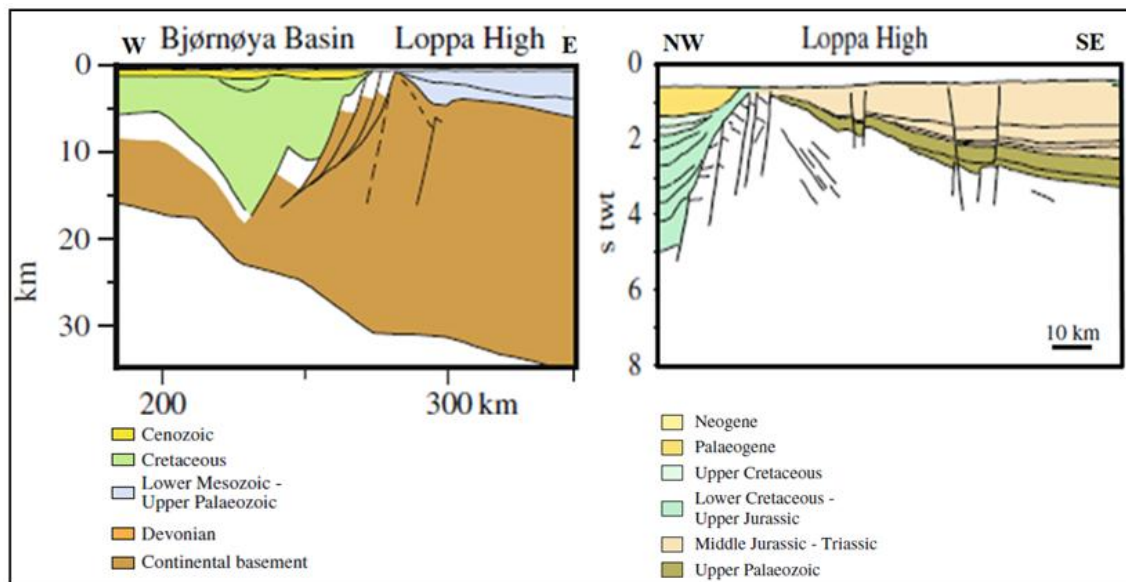 W Bjørnøya Basin Loppa High E
0
10
20
30
km
200 300 km
Cenozoic
Cretaceous
Lower Mesozoic -
Upper Palaeozoic
Devonian
Continental basement
NW Loppa High SE
0
2
4
6
8
s twt
10 km
Neogene
Palaeogene
Upper Cretaceous
Lower Cretaceous -
Upper Jurassic
Middle Jurassic - Triassic
Upper Palaeozoic